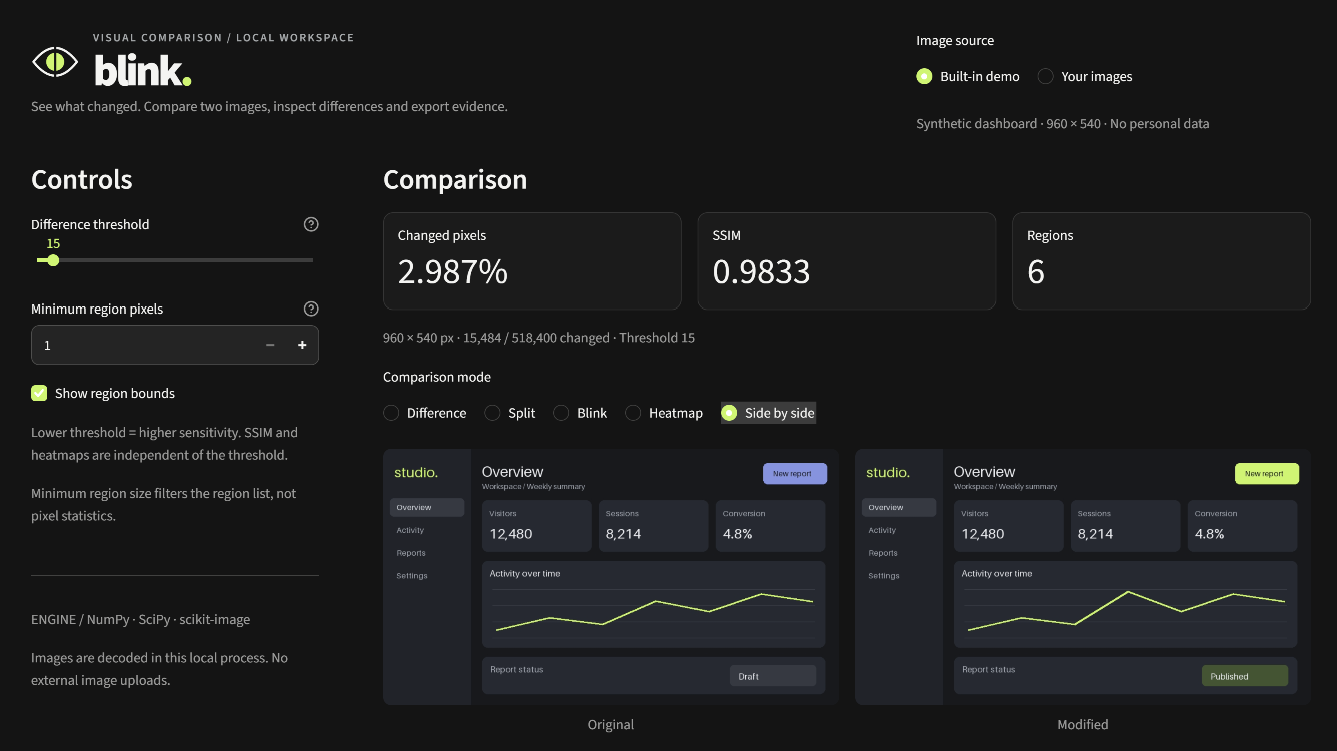 VISUAL COMPARISON / LOCAL WORKSPACE
blink.
See what changed. Compare two images, inspect differences and export evidence.
Image source
Built-in demo
Your images
Synthetic dashboard · 960 × 540 · No personal data
Controls
Difference threshold
15
Minimum region pixels
1
Show region bounds
Lower threshold = higher sensitivity. SSIM and
heatmaps are independent of the threshold.
Minimum region size filters the region list, not
pixel statistics.
ENGINE / NumPy · SciPy · scikit-image
Images are decoded in this local process. No
external image uploads.
Comparison
Changed pixels
2.987%
SSIM
0.9833
Regions
6
960 × 540 px · 15,484 / 518,400 changed · Threshold 15
Comparison mode
Difference
Split
Blink
Heatmap
Side by side
studio.
Overview
Activity
Reports
Settings
Overview
Workspace / Weekly summary
New report
Visitors
12,480
Sessions
8,214
Conversion
4.8%
Activity over time
Report status
Draft
Original
studio.
Overview
Activity
Reports
Settings
Overview
Workspace / Weekly summary
New report
Visitors
12,480
Sessions
8,214
Conversion
4.8%
Activity over time
Report status
Published
Modified